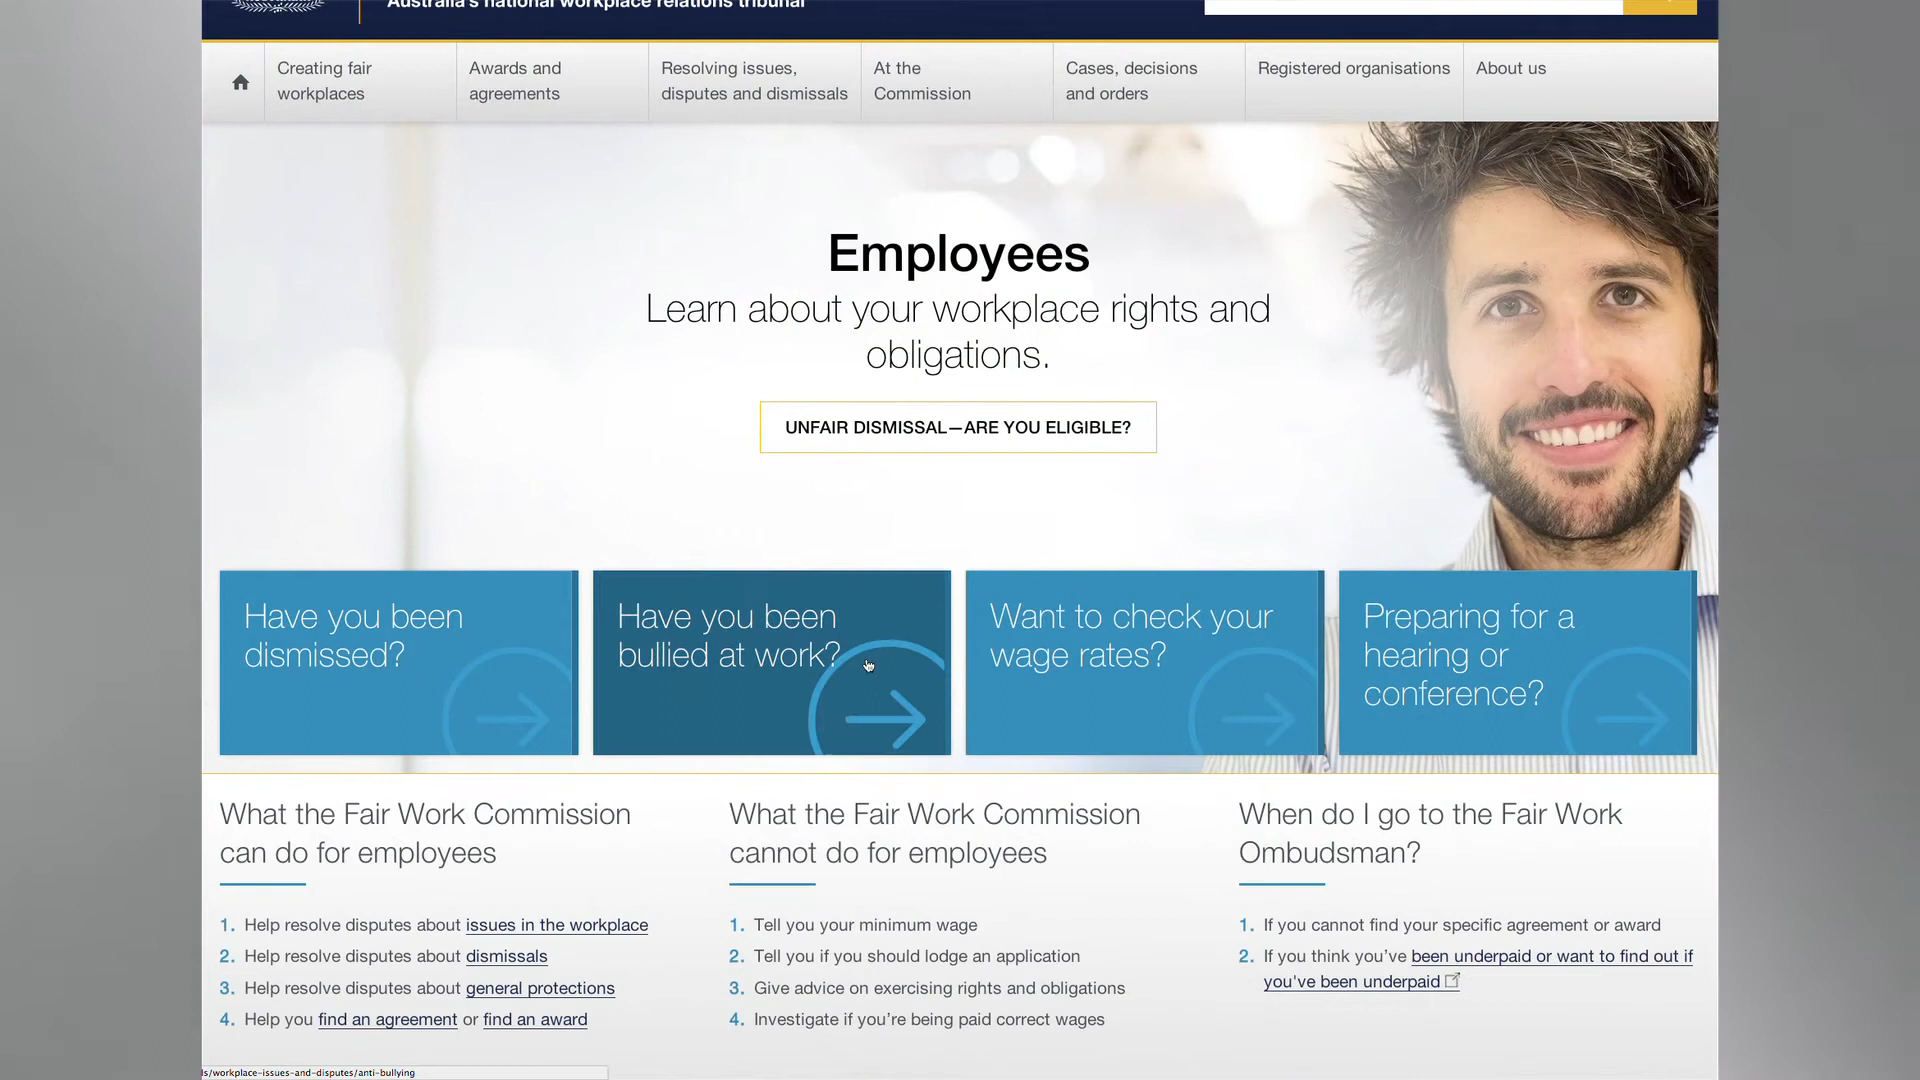 Australia's national workplace relations tribunal
Creating fair
workplaces
Awards and
agreements
Resolving issues,
disputes and dismissals
At the
Commission
Cases, decisions
and orders
Registered organisations
About us
Employees
Learn about your workplace rights and
obligations.
UNFAIR DISMISSAL—ARE YOU ELIGIBLE?
Have you been
dismissed?
Have you been
bullied at work?
Want to check your
wage rates?
Preparing for a
hearing or
conference?
What the Fair Work Commission
can do for employees
1. Help resolve disputes about issues in the workplace
2. Help resolve disputes about dismissals
3. Help resolve disputes about general protections
4. Help you find an agreement or find an award
What the Fair Work Commission
cannot do for employees
1. Tell you your minimum wage
2. Tell you if you should lodge an application
3. Give advice on exercising rights and obligations
4. Investigate if you're being paid correct wages
When do I go to the Fair Work
Ombudsman?
1. If you cannot find your specific agreement or award
2. If you think you've been underpaid or want to find out if
you've been underpaid
ls/workplace-issues-and-disputes/anti-bullying